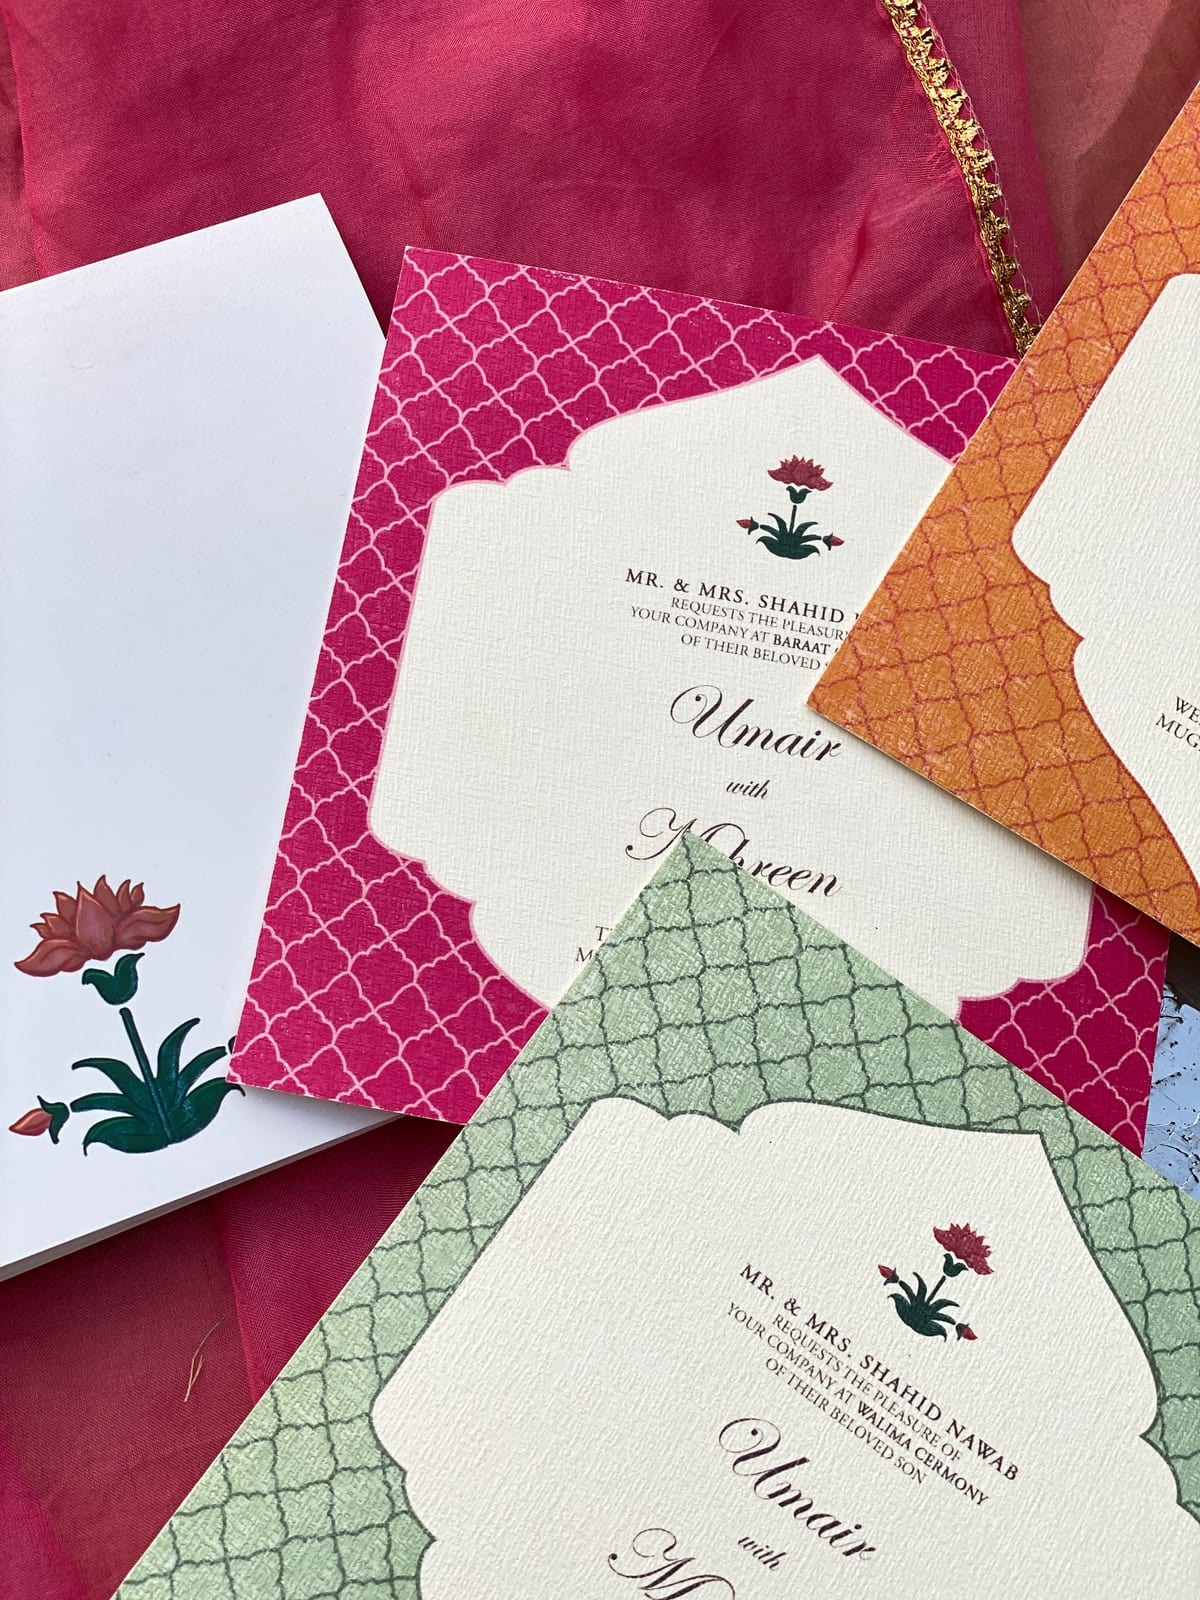 MR. & MRS. SHAHID
REQUESTS THE
YOUR COMPANY AT BARAAT
OF THEIR BELOVED
Umair
with
MR. & MRS. SHAHID NAWAB
REQUESTS THE PLEASURE OF
YOUR COMPANY AT WALIMA CERMONY
OF THEIR BELOVED SON
Umair
with